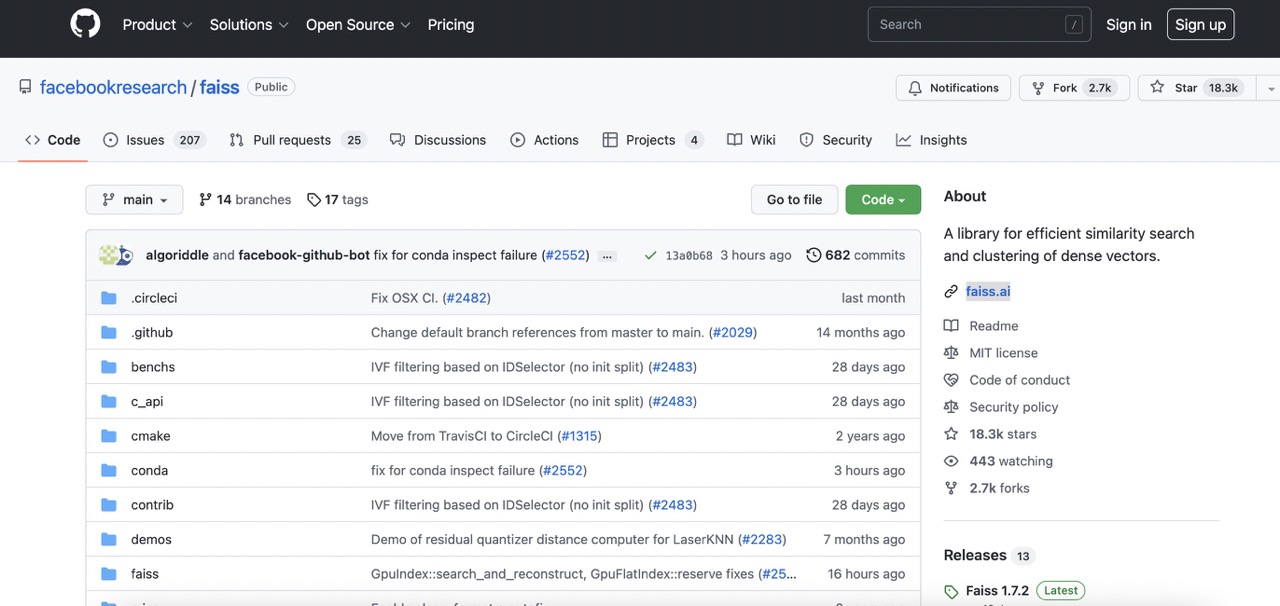 Product Solutions Open Source Pricing Search / Sign in Sign up
facebookresearch / faiss Public Notifications Fork 2.7k Star 18.3k
Code Issues 207 Pull requests 25 Discussions Actions Projects 4 Wiki Security Insights
main 14 branches 17 tags Go to file Code
algoriddle and facebook-github-bot fix for conda inspect failure (#2552) ... 13a0b68 3 hours ago 682 commits
.circleci Fix OSX CI. (#2482) last month
.github Change default branch references from master to main. (#2029) 14 months ago
benchs IVF filtering based on IDSelector (no init split) (#2483) 28 days ago
c_api IVF filtering based on IDSelector (no init split) (#2483) 28 days ago
cmake Move from TravisCI to CircleCI (#1315) 2 years ago
conda fix for conda inspect failure (#2552) 3 hours ago
contrib IVF filtering based on IDSelector (no init split) (#2483) 28 days ago
demos Demo of residual quantizer distance computer for LaserKNN (#2283) 7 months ago
faiss GpuIndex::search_and_reconstruct, GpuFlatIndex::reserve fixes (#25... 16 hours ago
About
A library for efficient similarity search
and clustering of dense vectors.
faiss.ai
Readme
MIT license
Code of conduct
Security policy
18.3k stars
443 watching
2.7k forks
Releases 13
Faiss 1.7.2 Latest